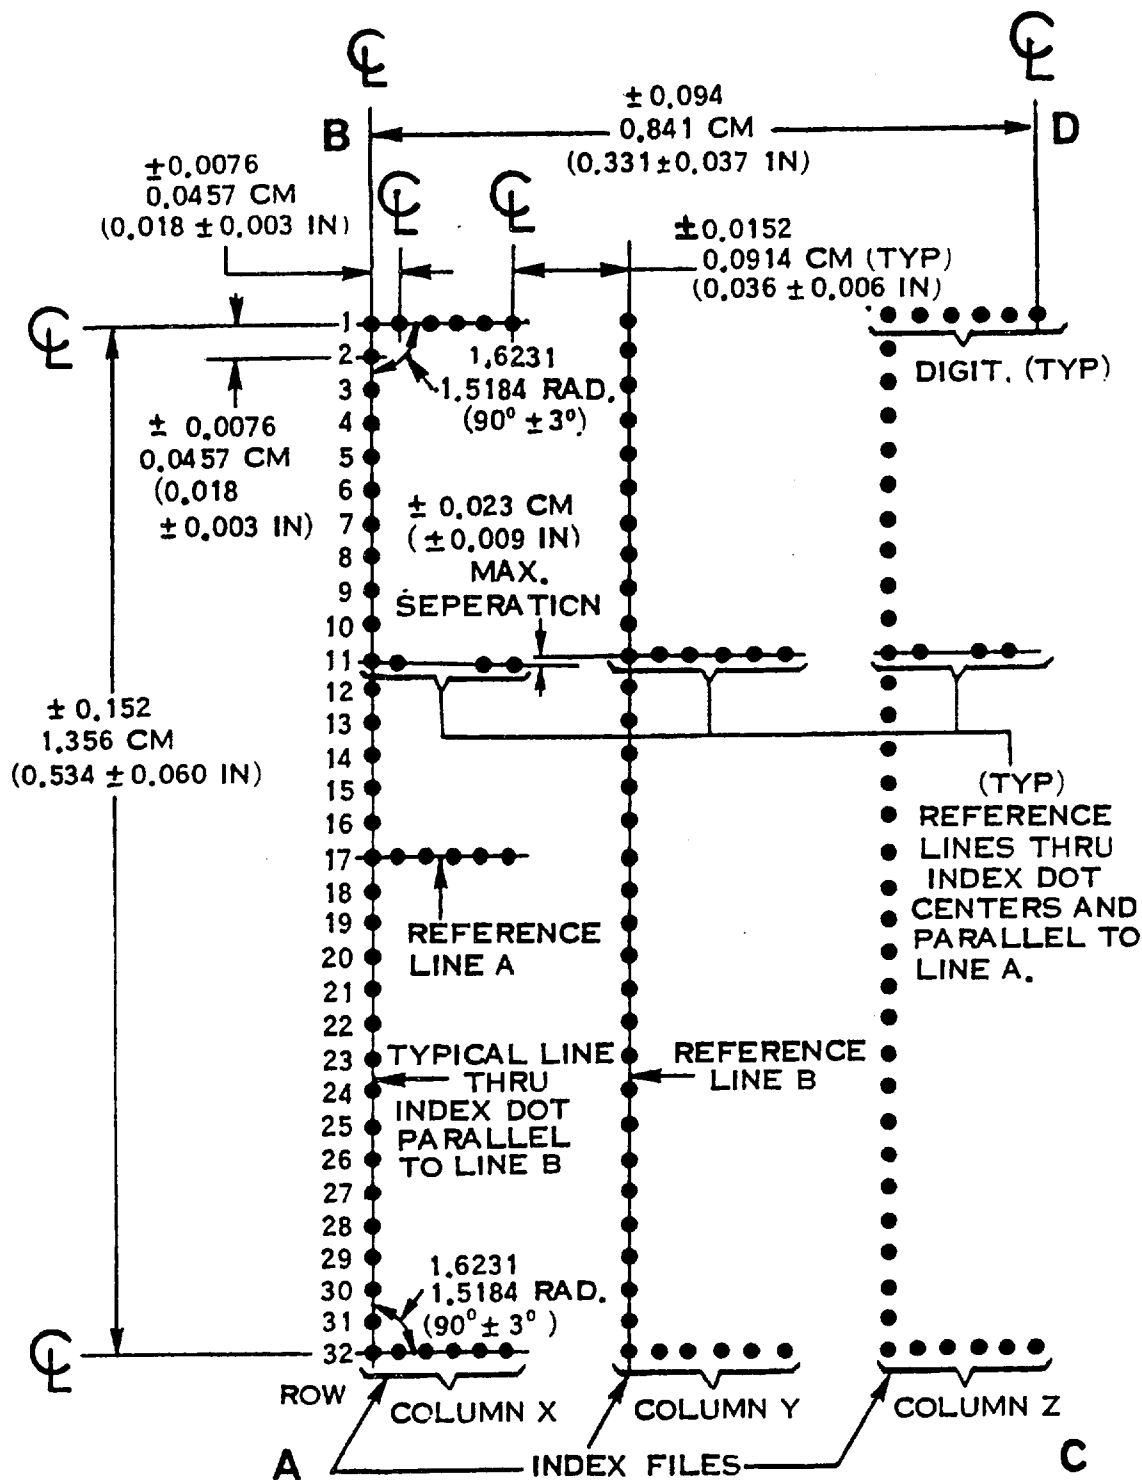 ℄
℄
± 0.094
0.841 CM
(0.331±0.037 IN)
B
D
±0.0076
0.0457 CM
(0.018 ±0.003 IN)
℄
℄
±0.0152
0.0914 CM (TYP)
(0.036 ±0.006 IN)
℄
1
2
3
4
5
6
7
8
9
10
11
12
13
14
15
16
17
18
19
20
21
22
23
24
25
26
27
28
29
30
31
32
1.6231
1.5184 RAD.
(90° ±3°)
DIGIT. (TYP)
± 0.0076
0.0457 CM
(0.018
±0.003 IN)
± 0.023 CM
(±0.009 IN)
MAX.
SEPERATICN
± 0.152
1.356 CM
(0.534 ±0.060 IN)
(TYP)
REFERENCE
LINES THRU
INDEX DOT
CENTERS AND
PARALLEL TO
LINE A.
REFERENCE
LINE A
TYPICAL LINE
THRU
INDEX DOT
PARALLEL
TO LINE B
REFERENCE
LINE B
1.6231
1.5184 RAD.
(90° ± 3°)
℄
ROW
COLUMN X
COLUMN Y
COLUMN Z
A
INDEX FILES
C